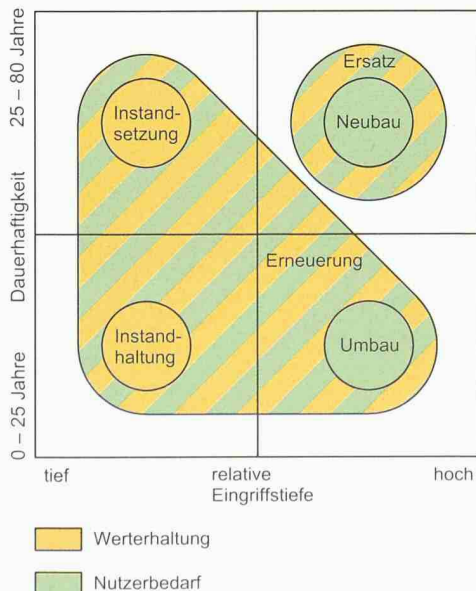 25 – 80 Jahre
Dauerhaftigkeit
0 – 25 Jahre
Instand-
setzung
Ersatz
Neubau
Erneuerung
Instand-
haltung
Umbau
tief
relative
Eingriffstiefe
hoch
Werterhaltung
Nutzerbedarf